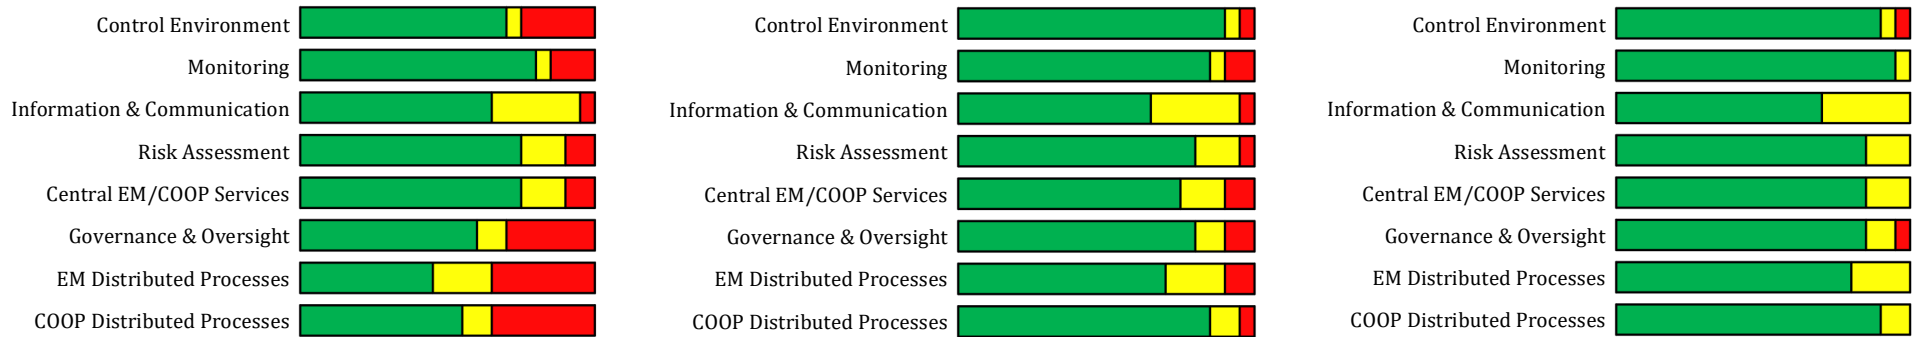 Control Environment
Monitoring
Information & Communication
Risk Assessment
Central EM/COOP Services
Governance & Oversight
EM Distributed Processes
COOP Distributed Processes
Control Environment
Monitoring
Information & Communication
Risk Assessment
Central EM/COOP Services
Governance & Oversight
EM Distributed Processes
COOP Distributed Processes
Control Environment
Monitoring
Information & Communication
Risk Assessment
Central EM/COOP Services
Governance & Oversight
EM Distributed Processes
COOP Distributed Processes